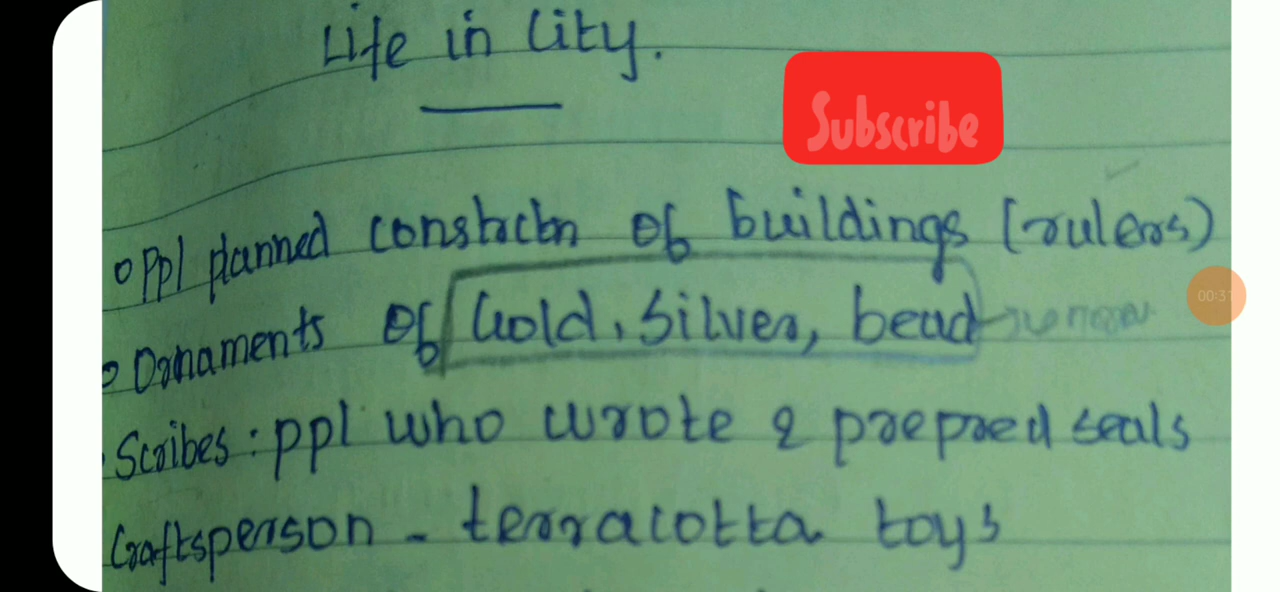 Life in City.
Subscribe
Ppl planned constrctn of buildings (rulers)
00:31
Ornaments of Gold, Silver, bead
Scribes : ppl who wrote & prepred seals
Craftsperson - terracotta toys